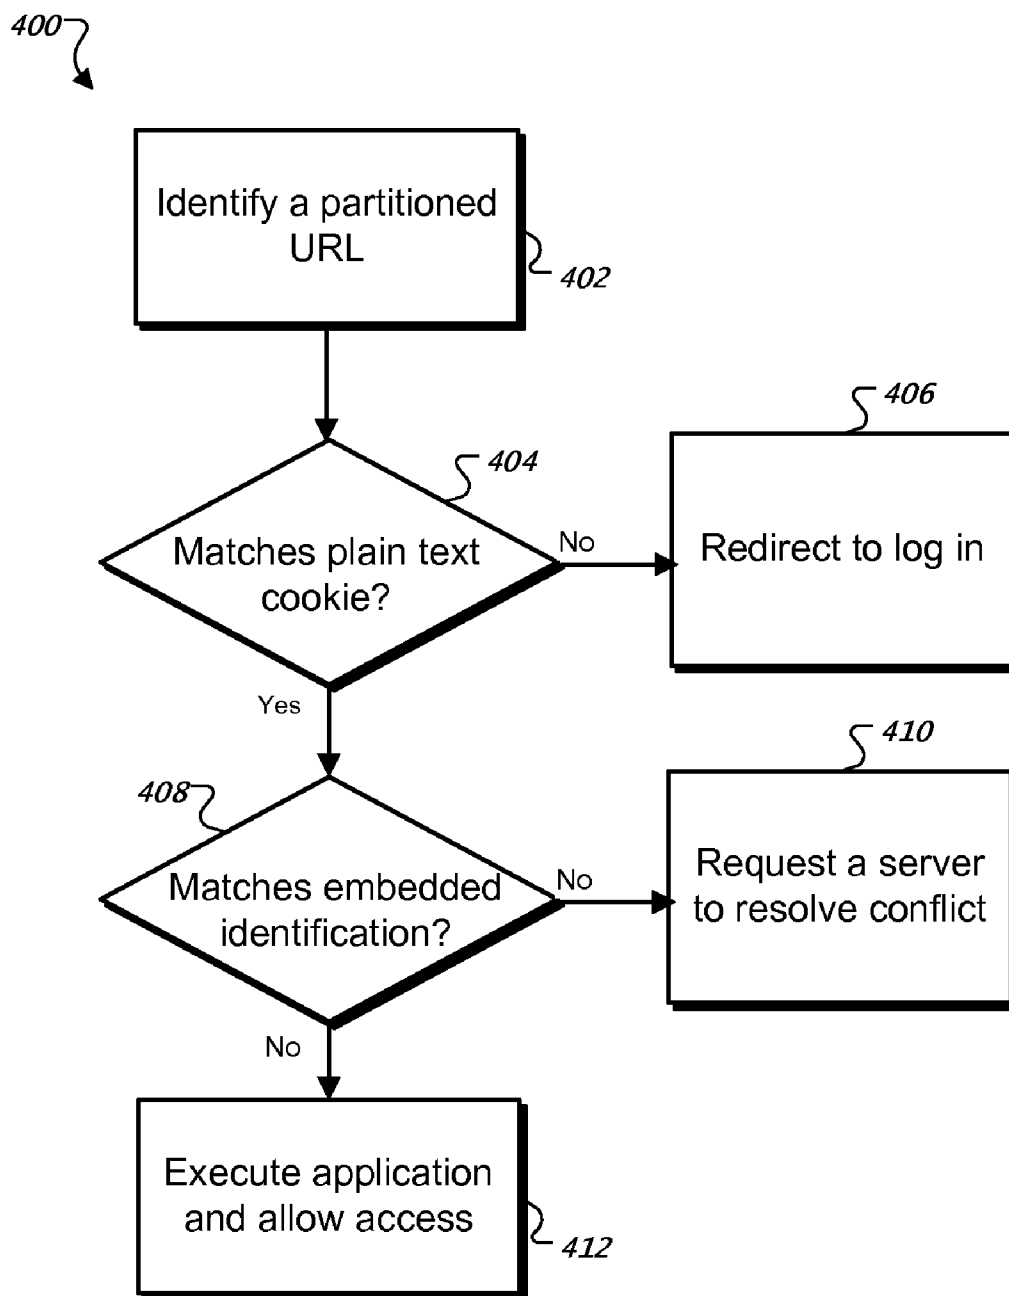 400
Identify a partitioned
URL
402
404
Matches plain text
cookie?
No
406
Redirect to log in
Yes
408
Matches embedded
identification?
No
410
Request a server
to resolve conflict
No
Execute application
and allow access
412